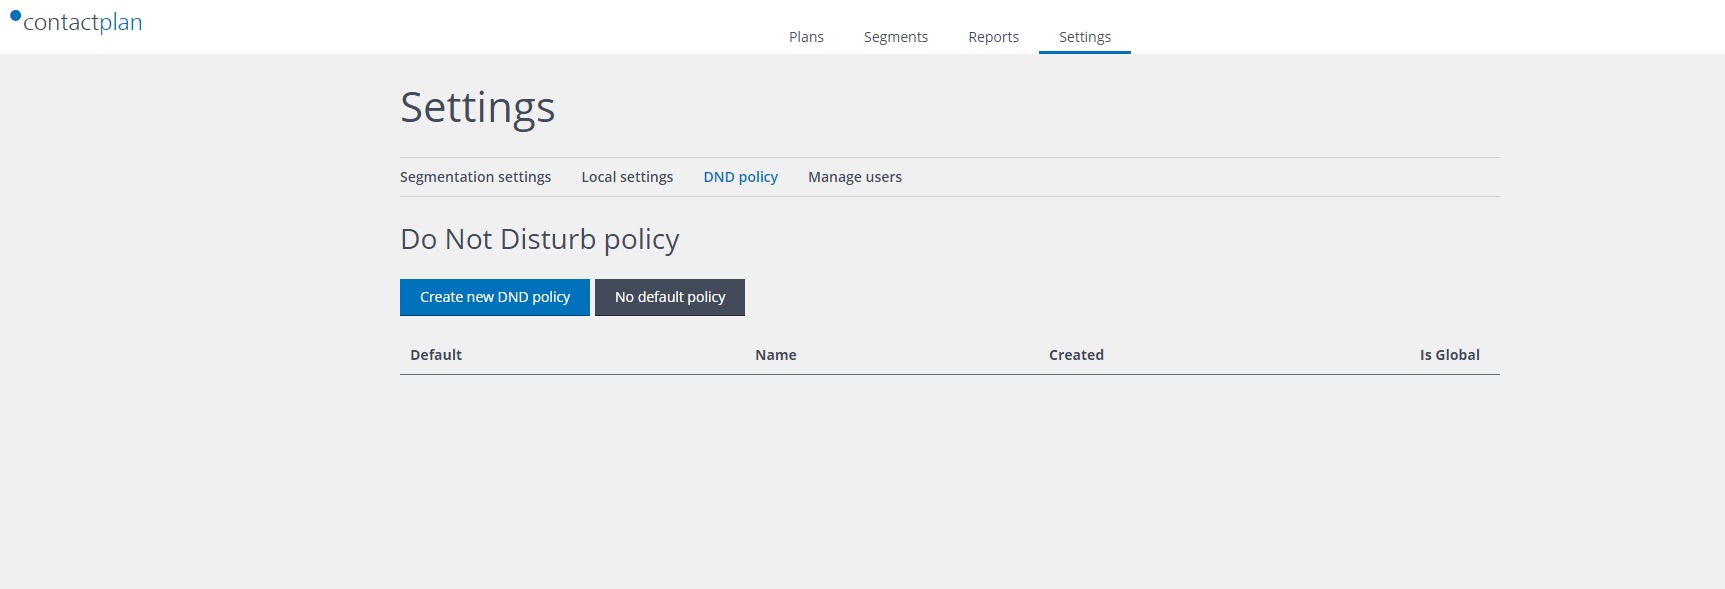 contactplan
Plans Segments Reports Settings
Settings
Segmentation settings Local settings DND policy Manage users
Do Not Disturb policy
Create new DND policy No default policy
Default Name Created Is Global